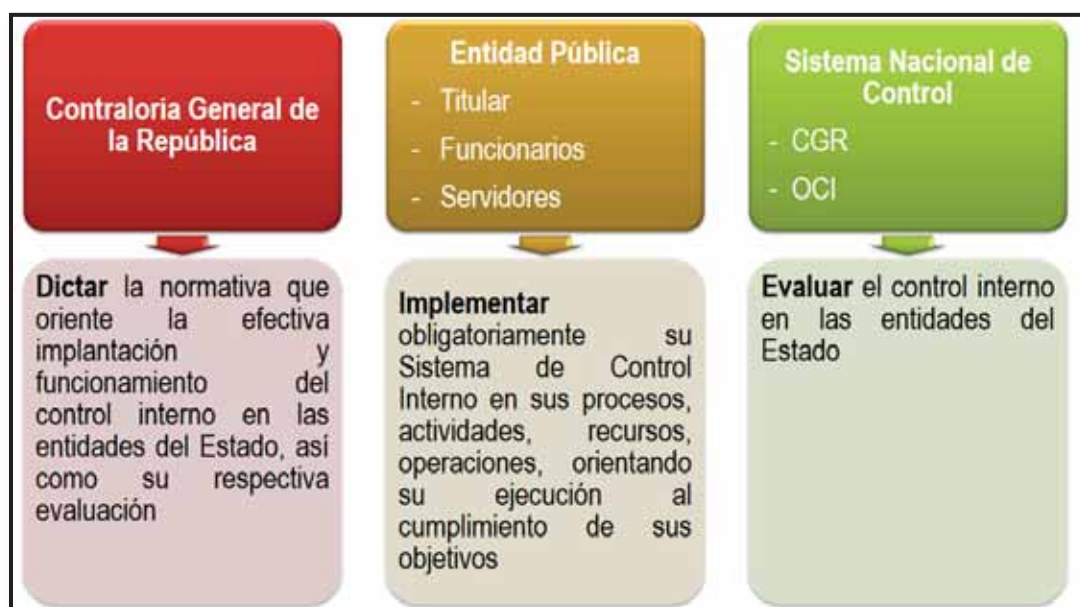 Contraloria General de
la República
Dictar la normativa que
oriente la efectiva
implantación y
funcionamiento del
control interno en las
entidades del Estado, así
como su respectiva
evaluación
Entidad Pública
- Titular
- Funcionarios
- Servidores
Implementar
obligatoriamente su
Sistema de Control
Interno en sus procesos,
actividades, recursos,
operaciones, orientando
su ejecución al
cumplimiento de sus
objetivos
Sistema Nacional de
Control
- CGR
- OCI
Evaluar el control interno
en las entidades del
Estado